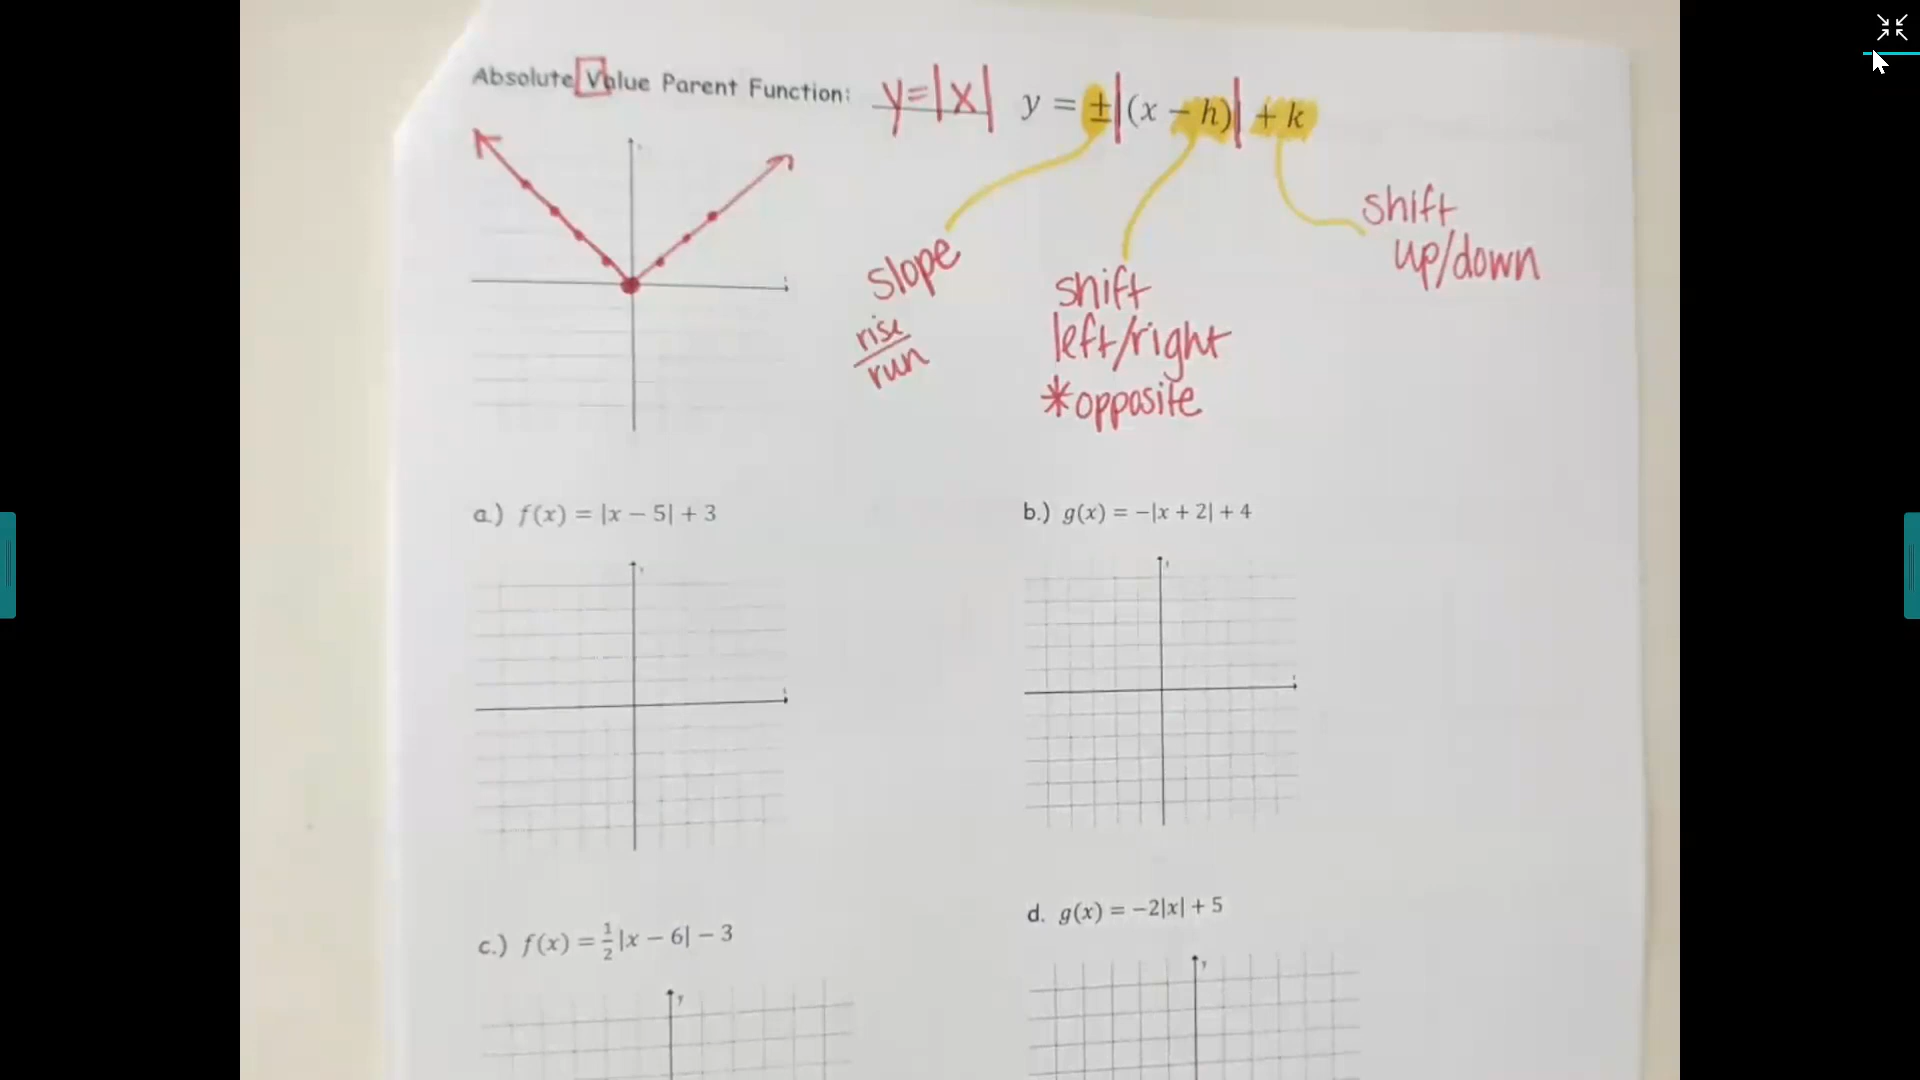 Absolute Value Parent Function: y=|x| y = ±|(x − h)| + k
slope
rise
run
shift
left/right
*opposite
shift
up/down
a.) f(x) = |x − 5| + 3
b.) g(x) = −|x + 2| + 4
c.) f(x) = 1/2|x − 6| − 3
d. g(x) = −2|x| + 5
y
y